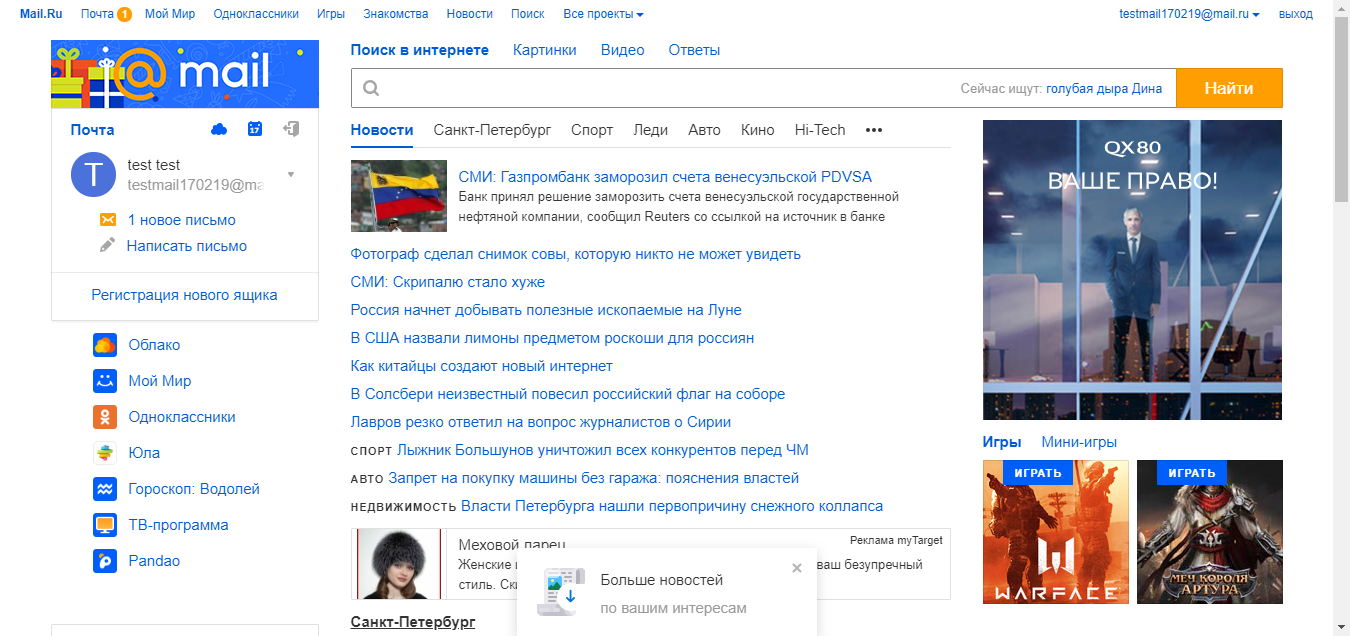 Mail.Ru Почта 1 Мой Мир Одноклассники Игры Знакомства Новости Поиск Все проекты testmail170219@mail.ru выход
mail
Почта 17
T
test test
testmail170219@ma
1 новое письмо
Написать письмо
Регистрация нового ящика
Облако
Мой Мир
Одноклассники
Юла
Гороскоп: Водолей
ТВ-программа
Pandao
Поиск в интернете Картинки Видео Ответы
Сейчас ищут: голубая дыра Дина Найти
Новости Санкт-Петербург Спорт Леди Авто Кино Hi-Tech •••
СМИ: Газпромбанк заморозил счета венесуэльской PDVSA
Банк принял решение заморозить счета венесуэльской государственной
нефтяной компании, сообщил Reuters со ссылкой на источник в банке
Фотограф сделал снимок совы, которую никто не может увидеть
СМИ: Скрипалю стало хуже
Россия начнет добывать полезные ископаемые на Луне
В США назвали лимоны предметом роскоши для россиян
Как китайцы создают новый интернет
В Солсбери неизвестный повесил российский флаг на соборе
Лавров резко ответил на вопрос журналистов о Сирии
СПОРТ Лыжник Большунов уничтожил всех конкурентов перед ЧМ
АВТО Запрет на покупку машины без гаража: пояснения властей
НЕДВИЖИМОСТЬ Власти Петербурга нашли первопричину снежного коллапса
Меховой ларец Реклама myTarget
Женские ваш безупречный
стиль.
Больше новостей
по вашим интересам
Санкт-Петербург
QX80
ВАШЕ ПРАВО!
Игры Мини-игры
ИГРАТЬ
WARFACE
ИГРАТЬ
МЕЧ КОРОЛЯ
АРТУРА